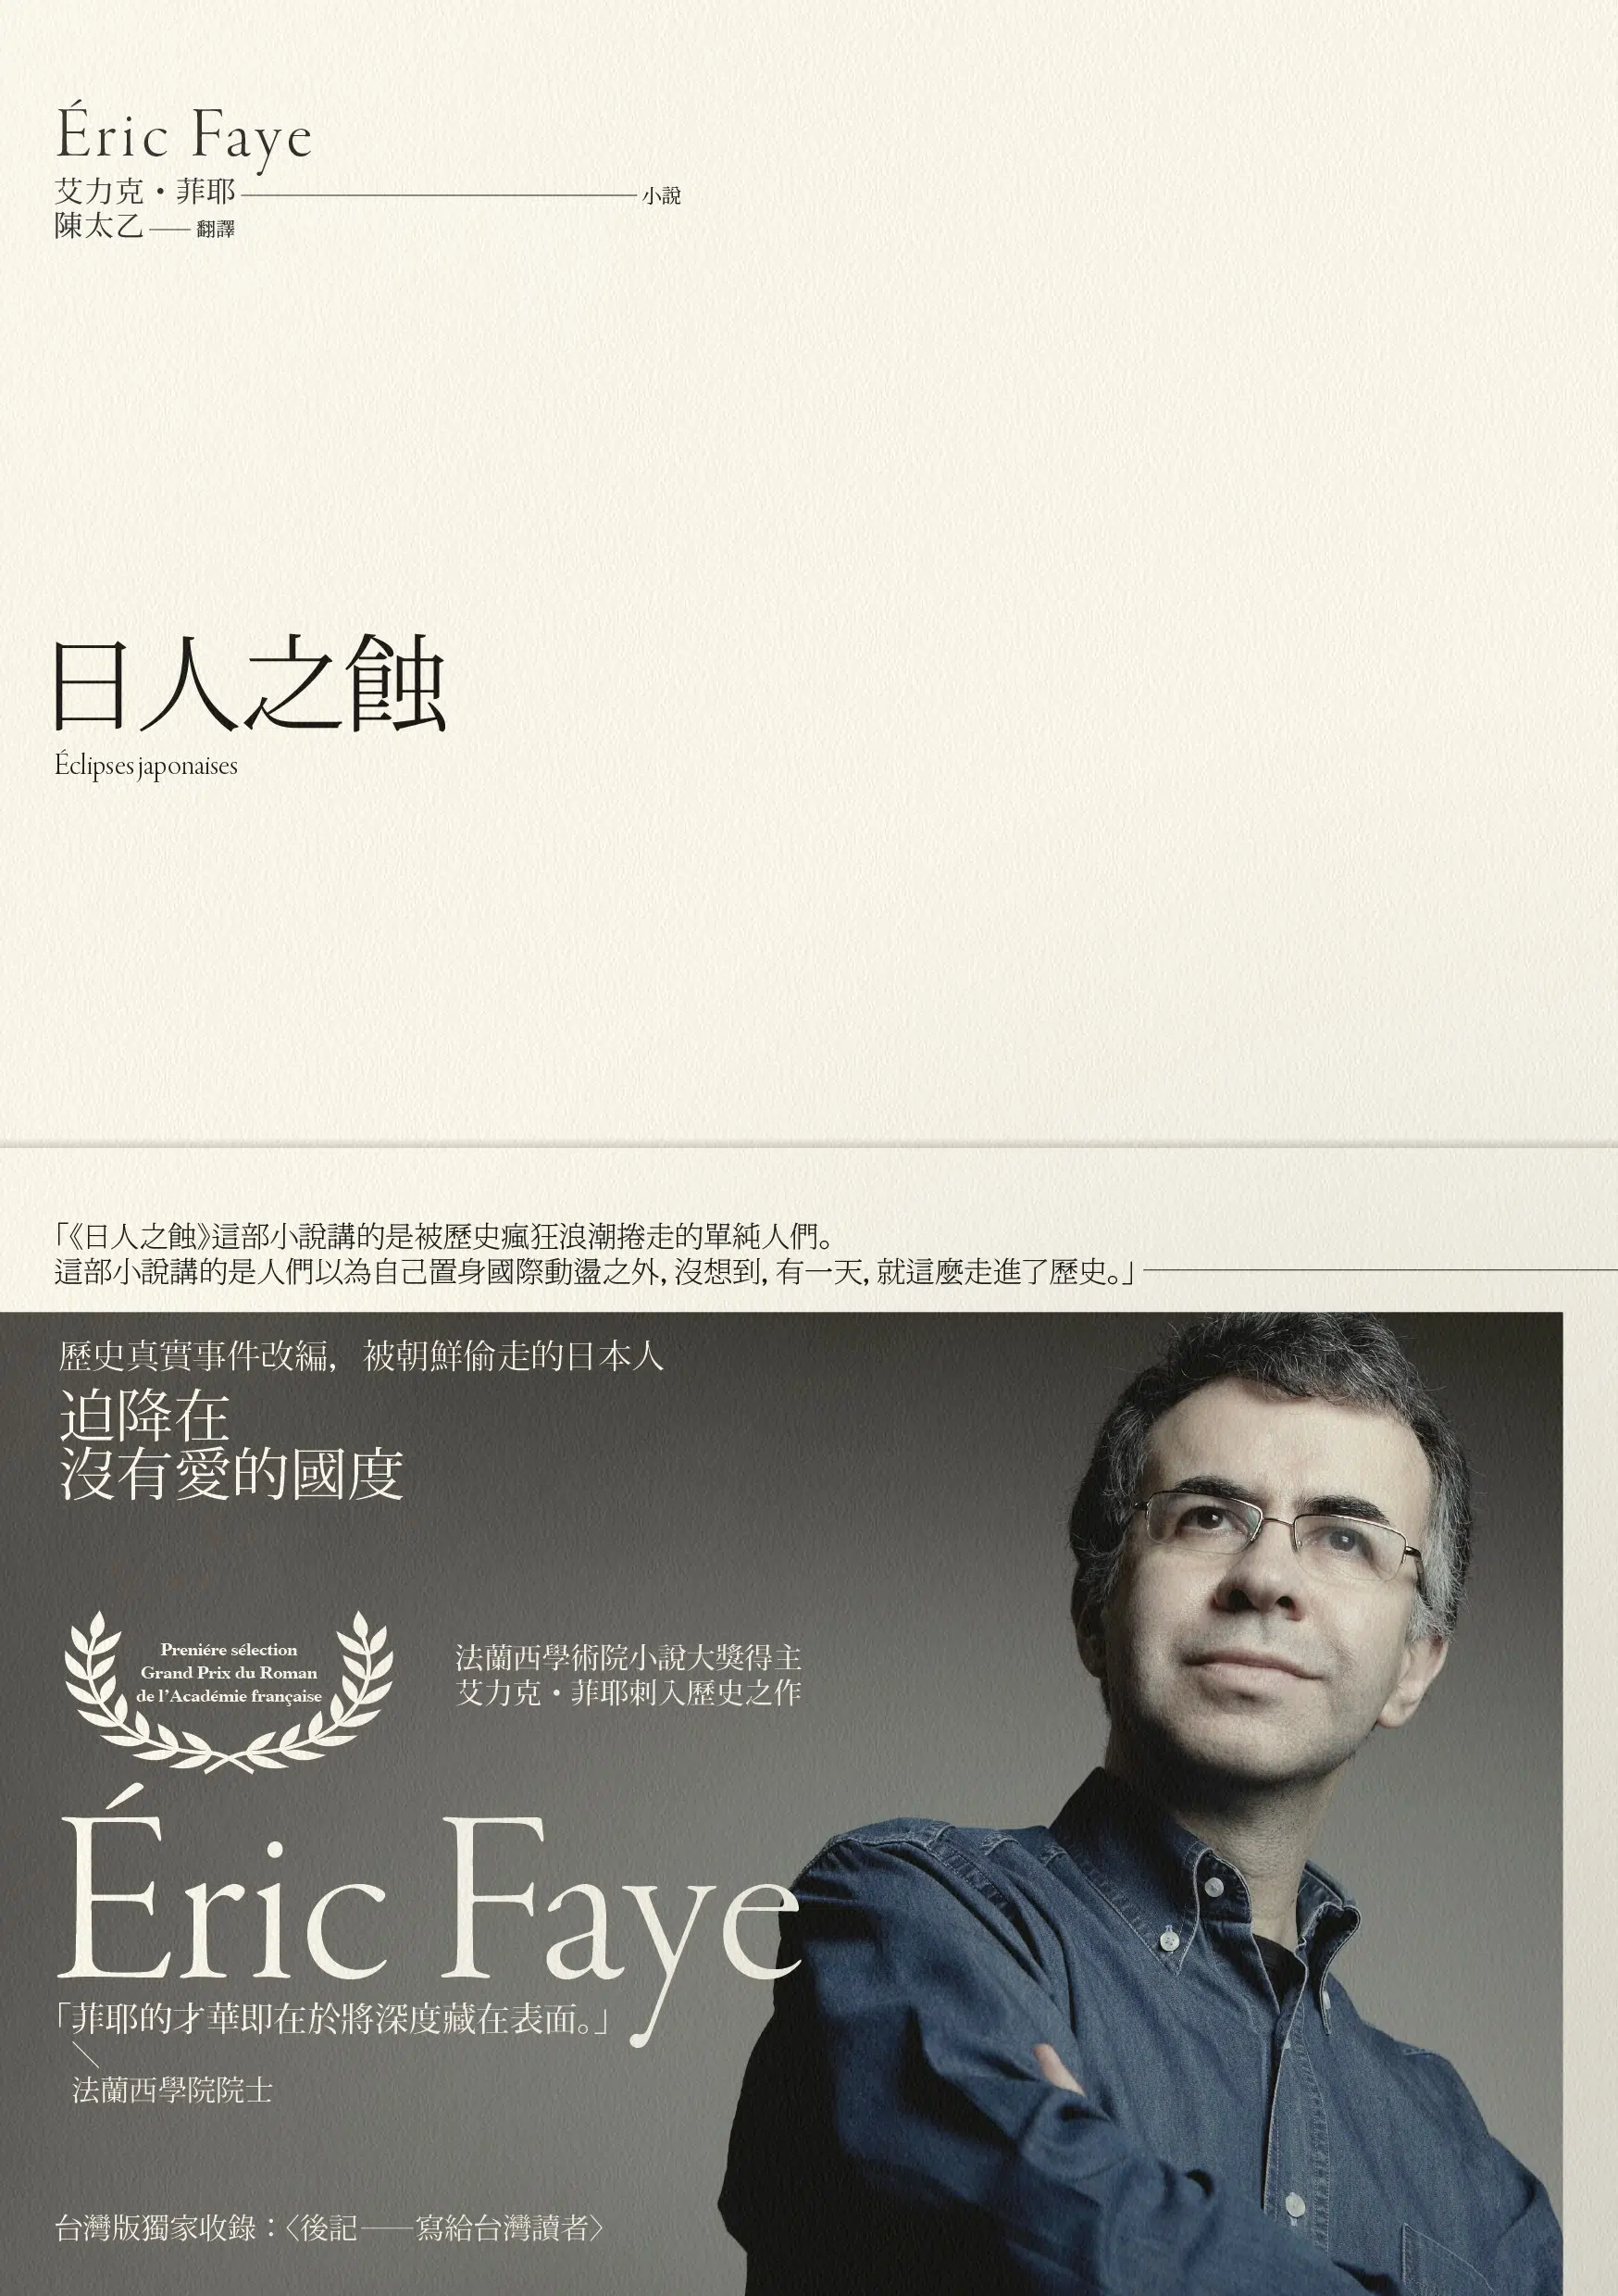 Éric Faye
艾力克・菲耶——小說
陳太乙——翻譯
日人之蝕
Éclipses japonaises
「《日人之蝕》這部小說講的是被歷史瘋狂浪潮捲走的單純人們。
這部小說講的是人們以為自己置身國際動盪之外，沒想到，有一天，就這麼走進了歷史。」——
歷史真實事件改編，被朝鮮偷走的日本人
迫降在
沒有愛的國度
Premiére sélection
Grand Prix du Roman
de l’Académie française
法蘭西學術院小說大獎得主
艾力克・菲耶刺入歷史之作
Éric Faye
「菲耶的才華即在於將深度藏在表面。」
法蘭西學院院士
台灣版獨家收錄：〈後記——寫給台灣讀者〉